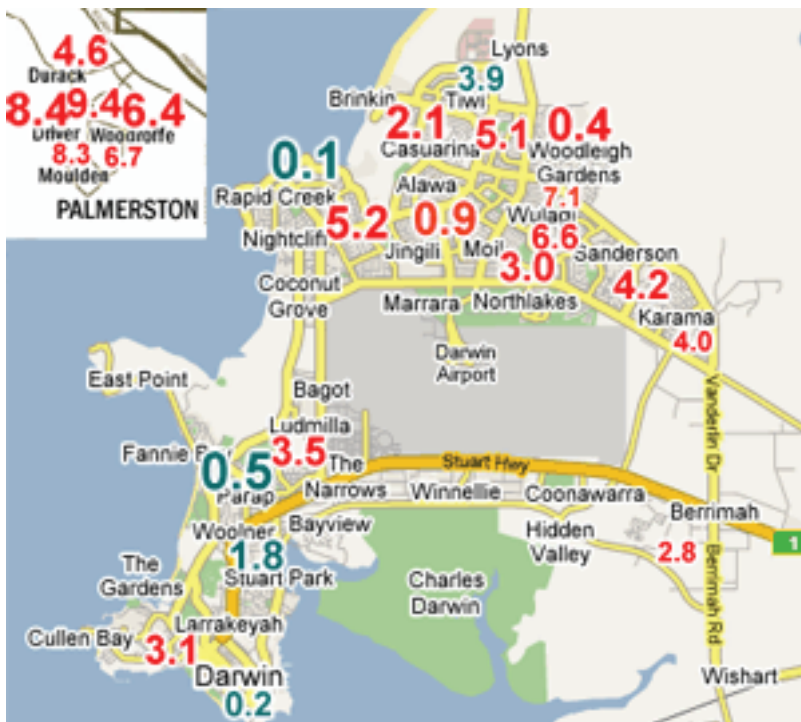 4.6
Durack
8.4 9.4 6.4
Driver Woodroffe
8.3 6.7
Moulden
PALMERSTON
Lyons
3.9
Brinkin Tiwi
2.1 5.1 0.4
Casuarina Woodleigh
Gardens
0.1 Alawa
Rapid Creek 7.1
5.2 0.9 Wulagi
Nightcliff Jingili Moil 6.6 Sanderson
3.0 4.2
Coconut
Grove Marrara Northlakes Karama
4.0
Darwin
Airport
East Point
Bagot Vanderlin Dr
Ludmilla
Fannie 3.5 Stuart Hwy
0.5 The
Narrows Winnellie Coonawarra
Parap
Woolner Bayview Hidden
Valley Berrimah
1
1.8 2.8
The
Gardens Stuart Park Charles
Darwin Berrimah Rd
Larrakeyah
Cullen Bay 3.1
Darwin Wishart
0.2